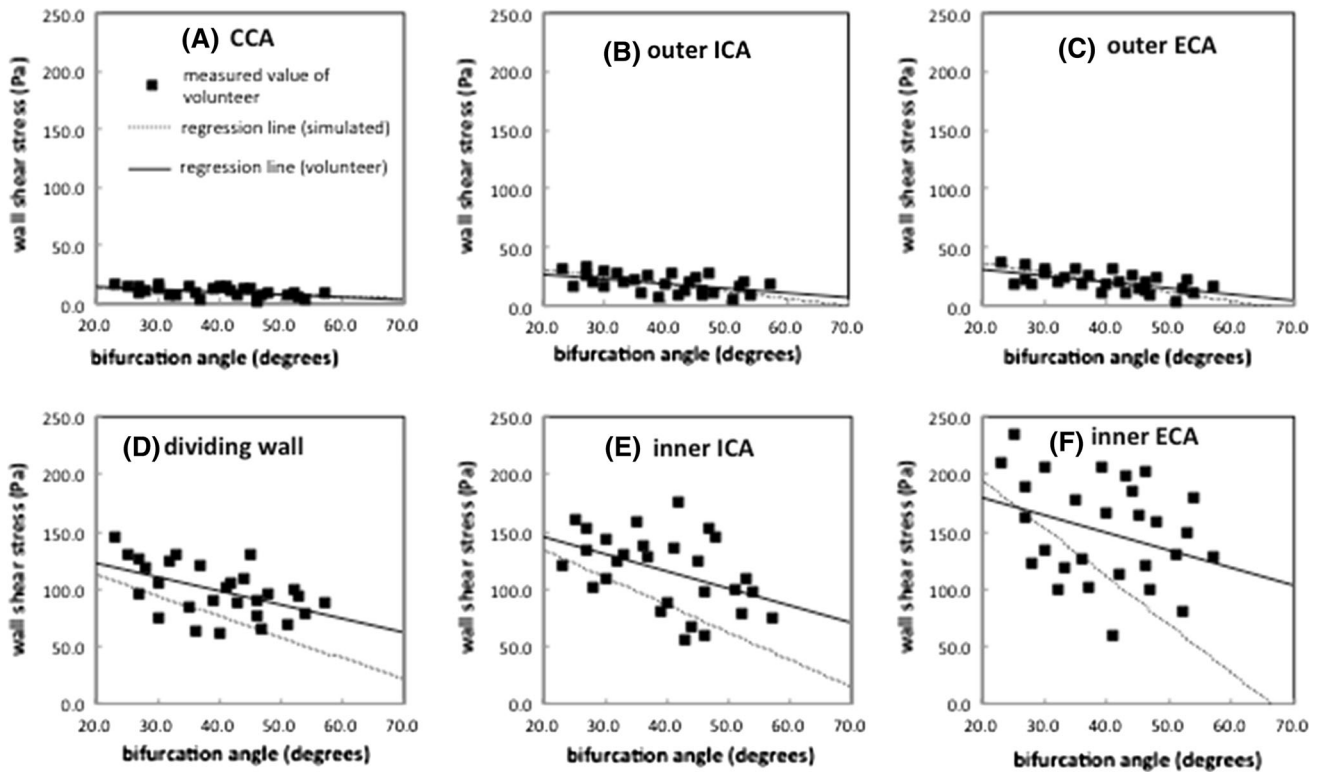 250.0
200.0
150.0
100.0
50.0
0.0
wall shear stress (Pa)
(A) CCA
measured value of
volunteer
regression line (simulated)
regression line (volunteer)
20.0 30.0 40.0 50.0 60.0 70.0
bifurcation angle (degrees)
250.0
200.0
150.0
100.0
50.0
0.0
wall shear stress (Pa)
(B) outer ICA
20.0 30.0 40.0 50.0 60.0 70.0
bifurcation angle (degrees)
250.0
200.0
150.0
100.0
50.0
0.0
wall shear stress (Pa)
(C) outer ECA
20.0 30.0 40.0 50.0 60.0 70.0
bifurcation angle (degrees)
250.0
200.0
150.0
100.0
50.0
0.0
wall shear stress (Pa)
(D) dividing wall
20.0 30.0 40.0 50.0 60.0 70.0
bifurcation angle (degrees)
250.0
200.0
150.0
100.0
50.0
0.0
wall shear stress (Pa)
(E) inner ICA
20.0 30.0 40.0 50.0 60.0 70.0
bifurcation angle (degrees)
250.0
200.0
150.0
100.0
50.0
0.0
wall shear stress (Pa)
(F) inner ECA
20.0 30.0 40.0 50.0 60.0 70.0
bifurcation angle (degrees)